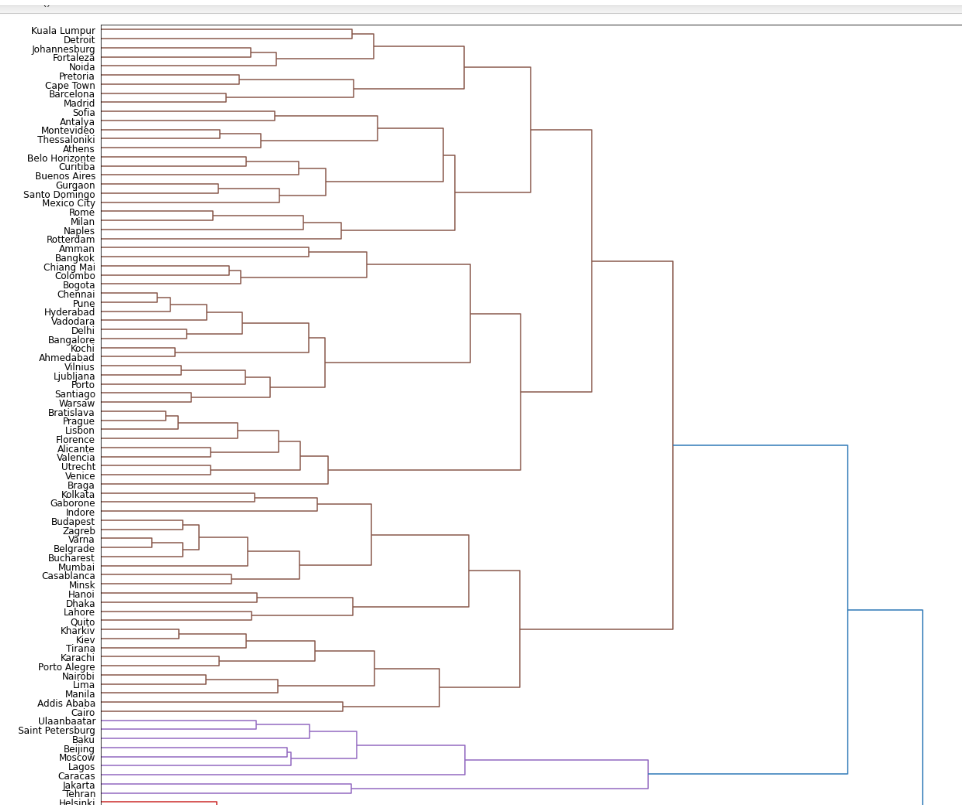 Kuala Lumpur
Detroit
Johannesburg
Fortaleza
Noida
Pretoria
Cape Town
Barcelona
Madrid
Sofia
Antalya
Montevideo
Thessaloniki
Athens
Belo Horizonte
Curitiba
Buenos Aires
Gurgaon
Santo Domingo
Mexico City
Rome
Milan
Naples
Rotterdam
Amman
Bangkok
Chiang Mai
Colombo
Bogota
Chennai
Pune
Hyderabad
Vadodara
Delhi
Bangalore
Kochi
Ahmedabad
Vilnius
Ljubljana
Porto
Santiago
Warsaw
Bratislava
Prague
Lisbon
Florence
Alicante
Valencia
Utrecht
Venice
Braga
Kolkata
Gaborone
Indore
Budapest
Zagreb
Varna
Belgrade
Bucharest
Mumbai
Casablanca
Minsk
Hanoi
Dhaka
Lahore
Quito
Kharkiv
Kiev
Tirana
Karachi
Porto Alegre
Nairobi
Lima
Manila
Addis Ababa
Cairo
Ulaanbaatar
Saint Petersburg
Baku
Beijing
Moscow
Lagos
Caracas
Jakarta
Tehran
Helsinki